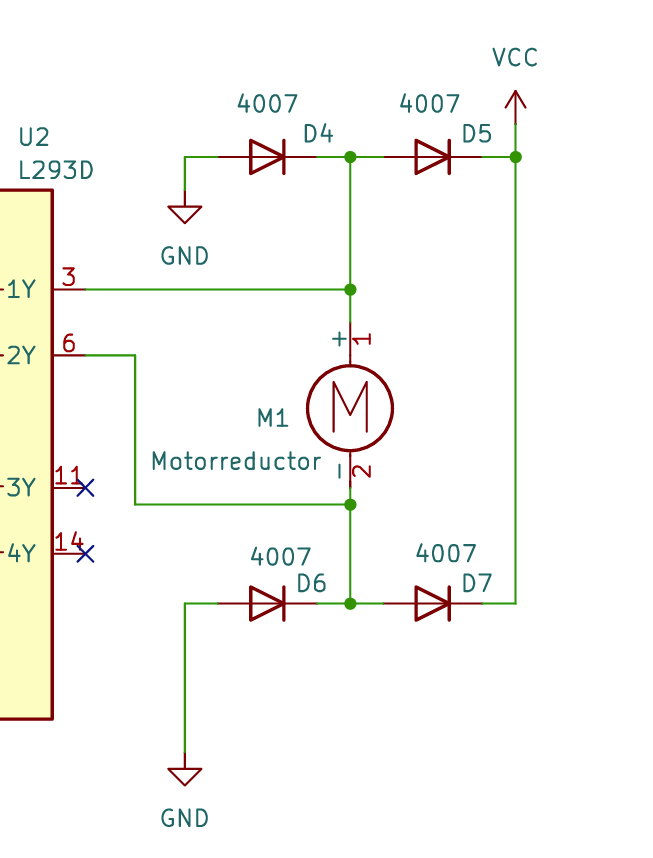 VCC
4007
4007
D4
D5
U2
L293D
GND
1Y
3
2Y
6
+
1
M
M1
Motorreductor
-
2
3Y
11
4Y
14
4007
4007
D6
D7
GND